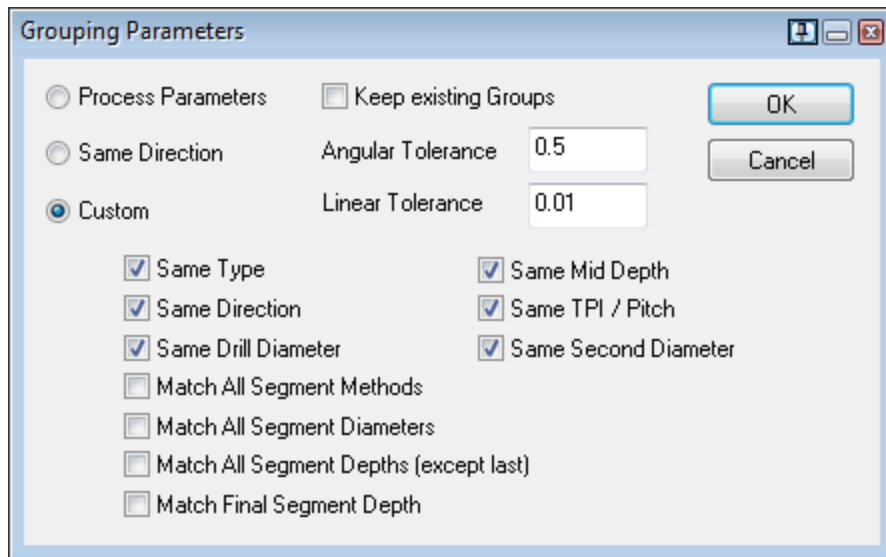 Grouping Parameters
Process Parameters
Keep existing Groups
OK
Same Direction
Angular Tolerance
0.5
Cancel
Custom
Linear Tolerance
0.01
Same Type
Same Mid Depth
Same Direction
Same TPI / Pitch
Same Drill Diameter
Same Second Diameter
Match All Segment Methods
Match All Segment Diameters
Match All Segment Depths (except last)
Match Final Segment Depth